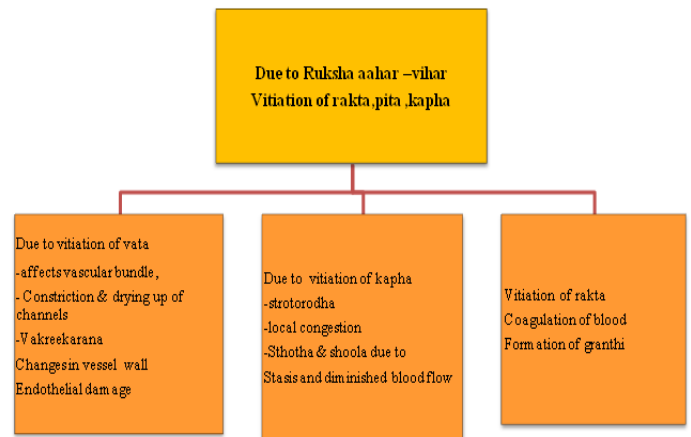 Due to Ruksha aahar –vihar
Vitiation of rakta,pita ,kapha
Due to vitiation of vata
-affects vascular bundle,
- Constriction & drying up of
channels
-Vakreekarana
Changes in vessel wall
Endothelial damage
Due to vitiation of kapha
-strotorodha
-local congestion
-Sthotha & shoola due to
Stasis and diminished blood flow
Vitiation of rakta
Coagulation of blood
Formation of granthi